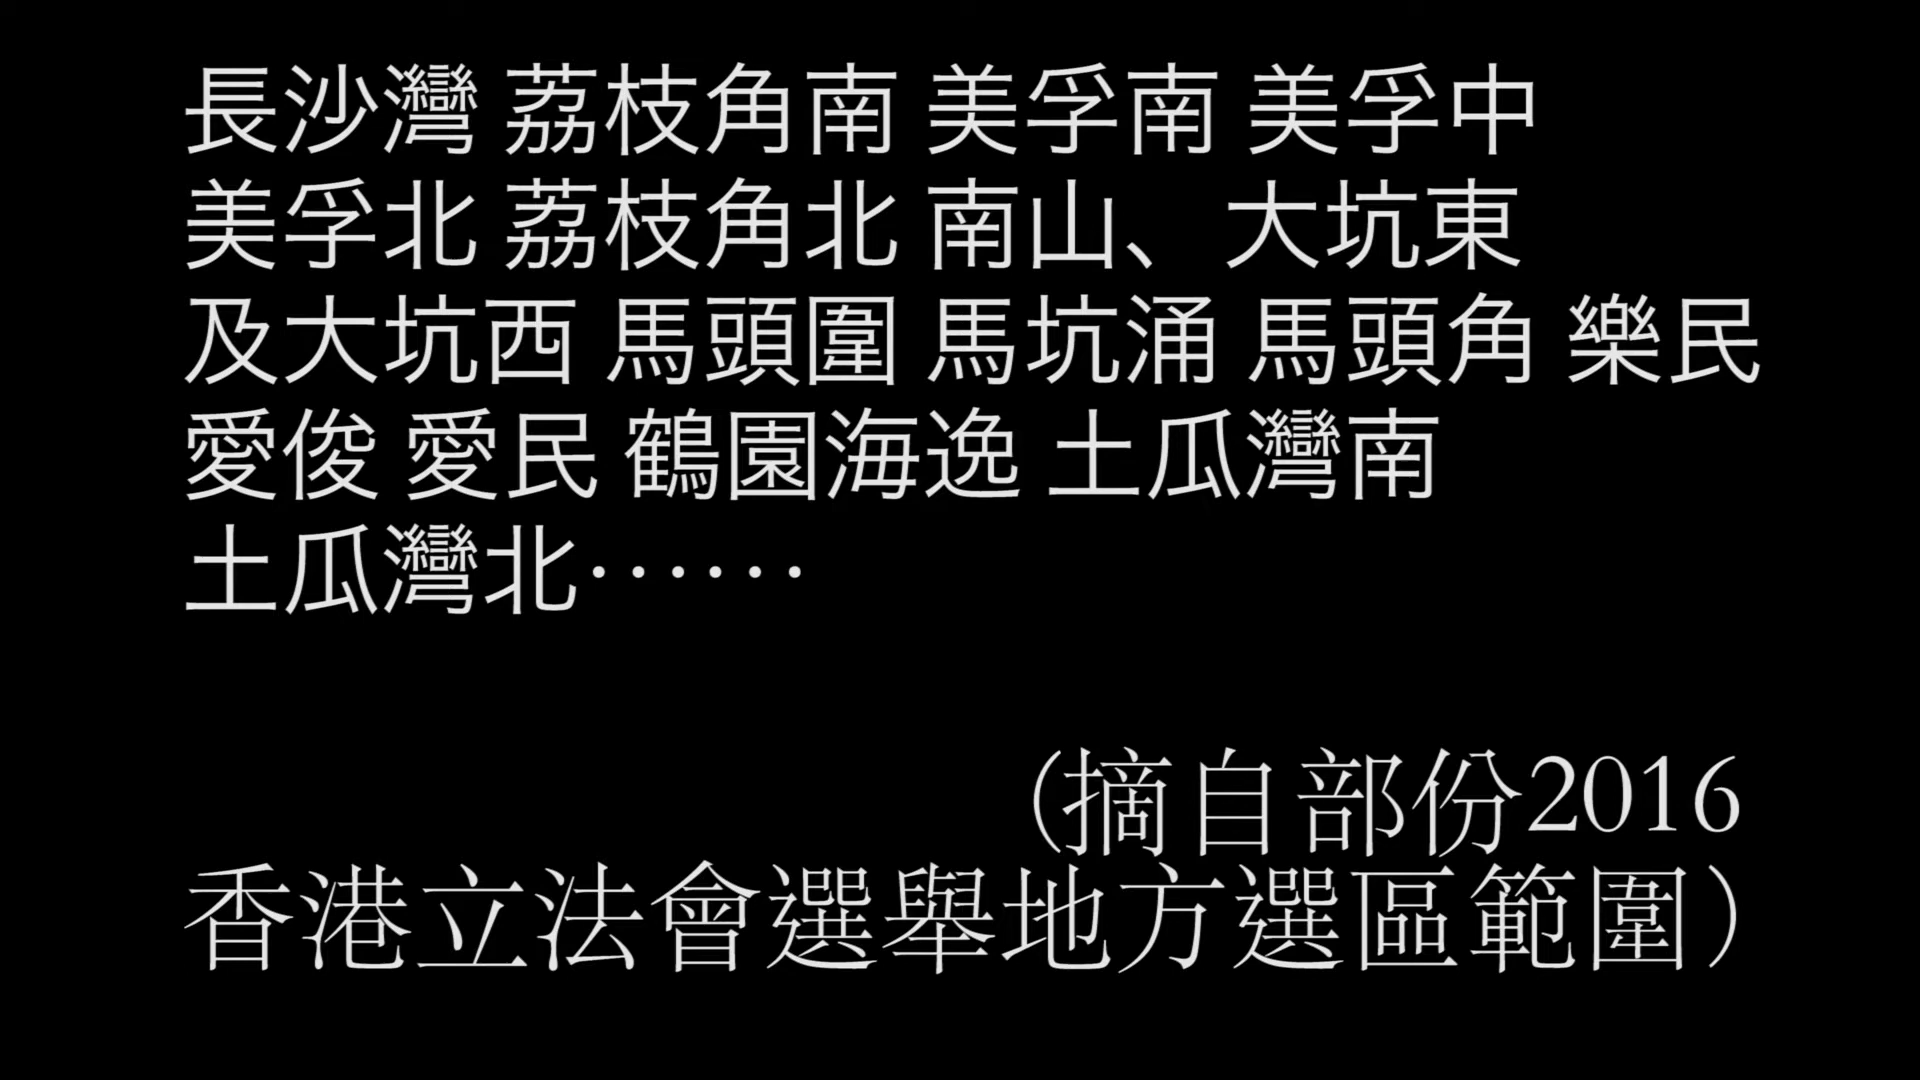 長沙灣 荔枝角南 美孚南 美孚中
美孚北 荔枝角北 南山、大坑東
及大坑西 馬頭圍 馬坑涌 馬頭角 樂民
愛俊 愛民 鶴園海逸 土瓜灣南
土瓜灣北⋯⋯
(摘自部份2016
香港立法會選舉地方選區範圍)